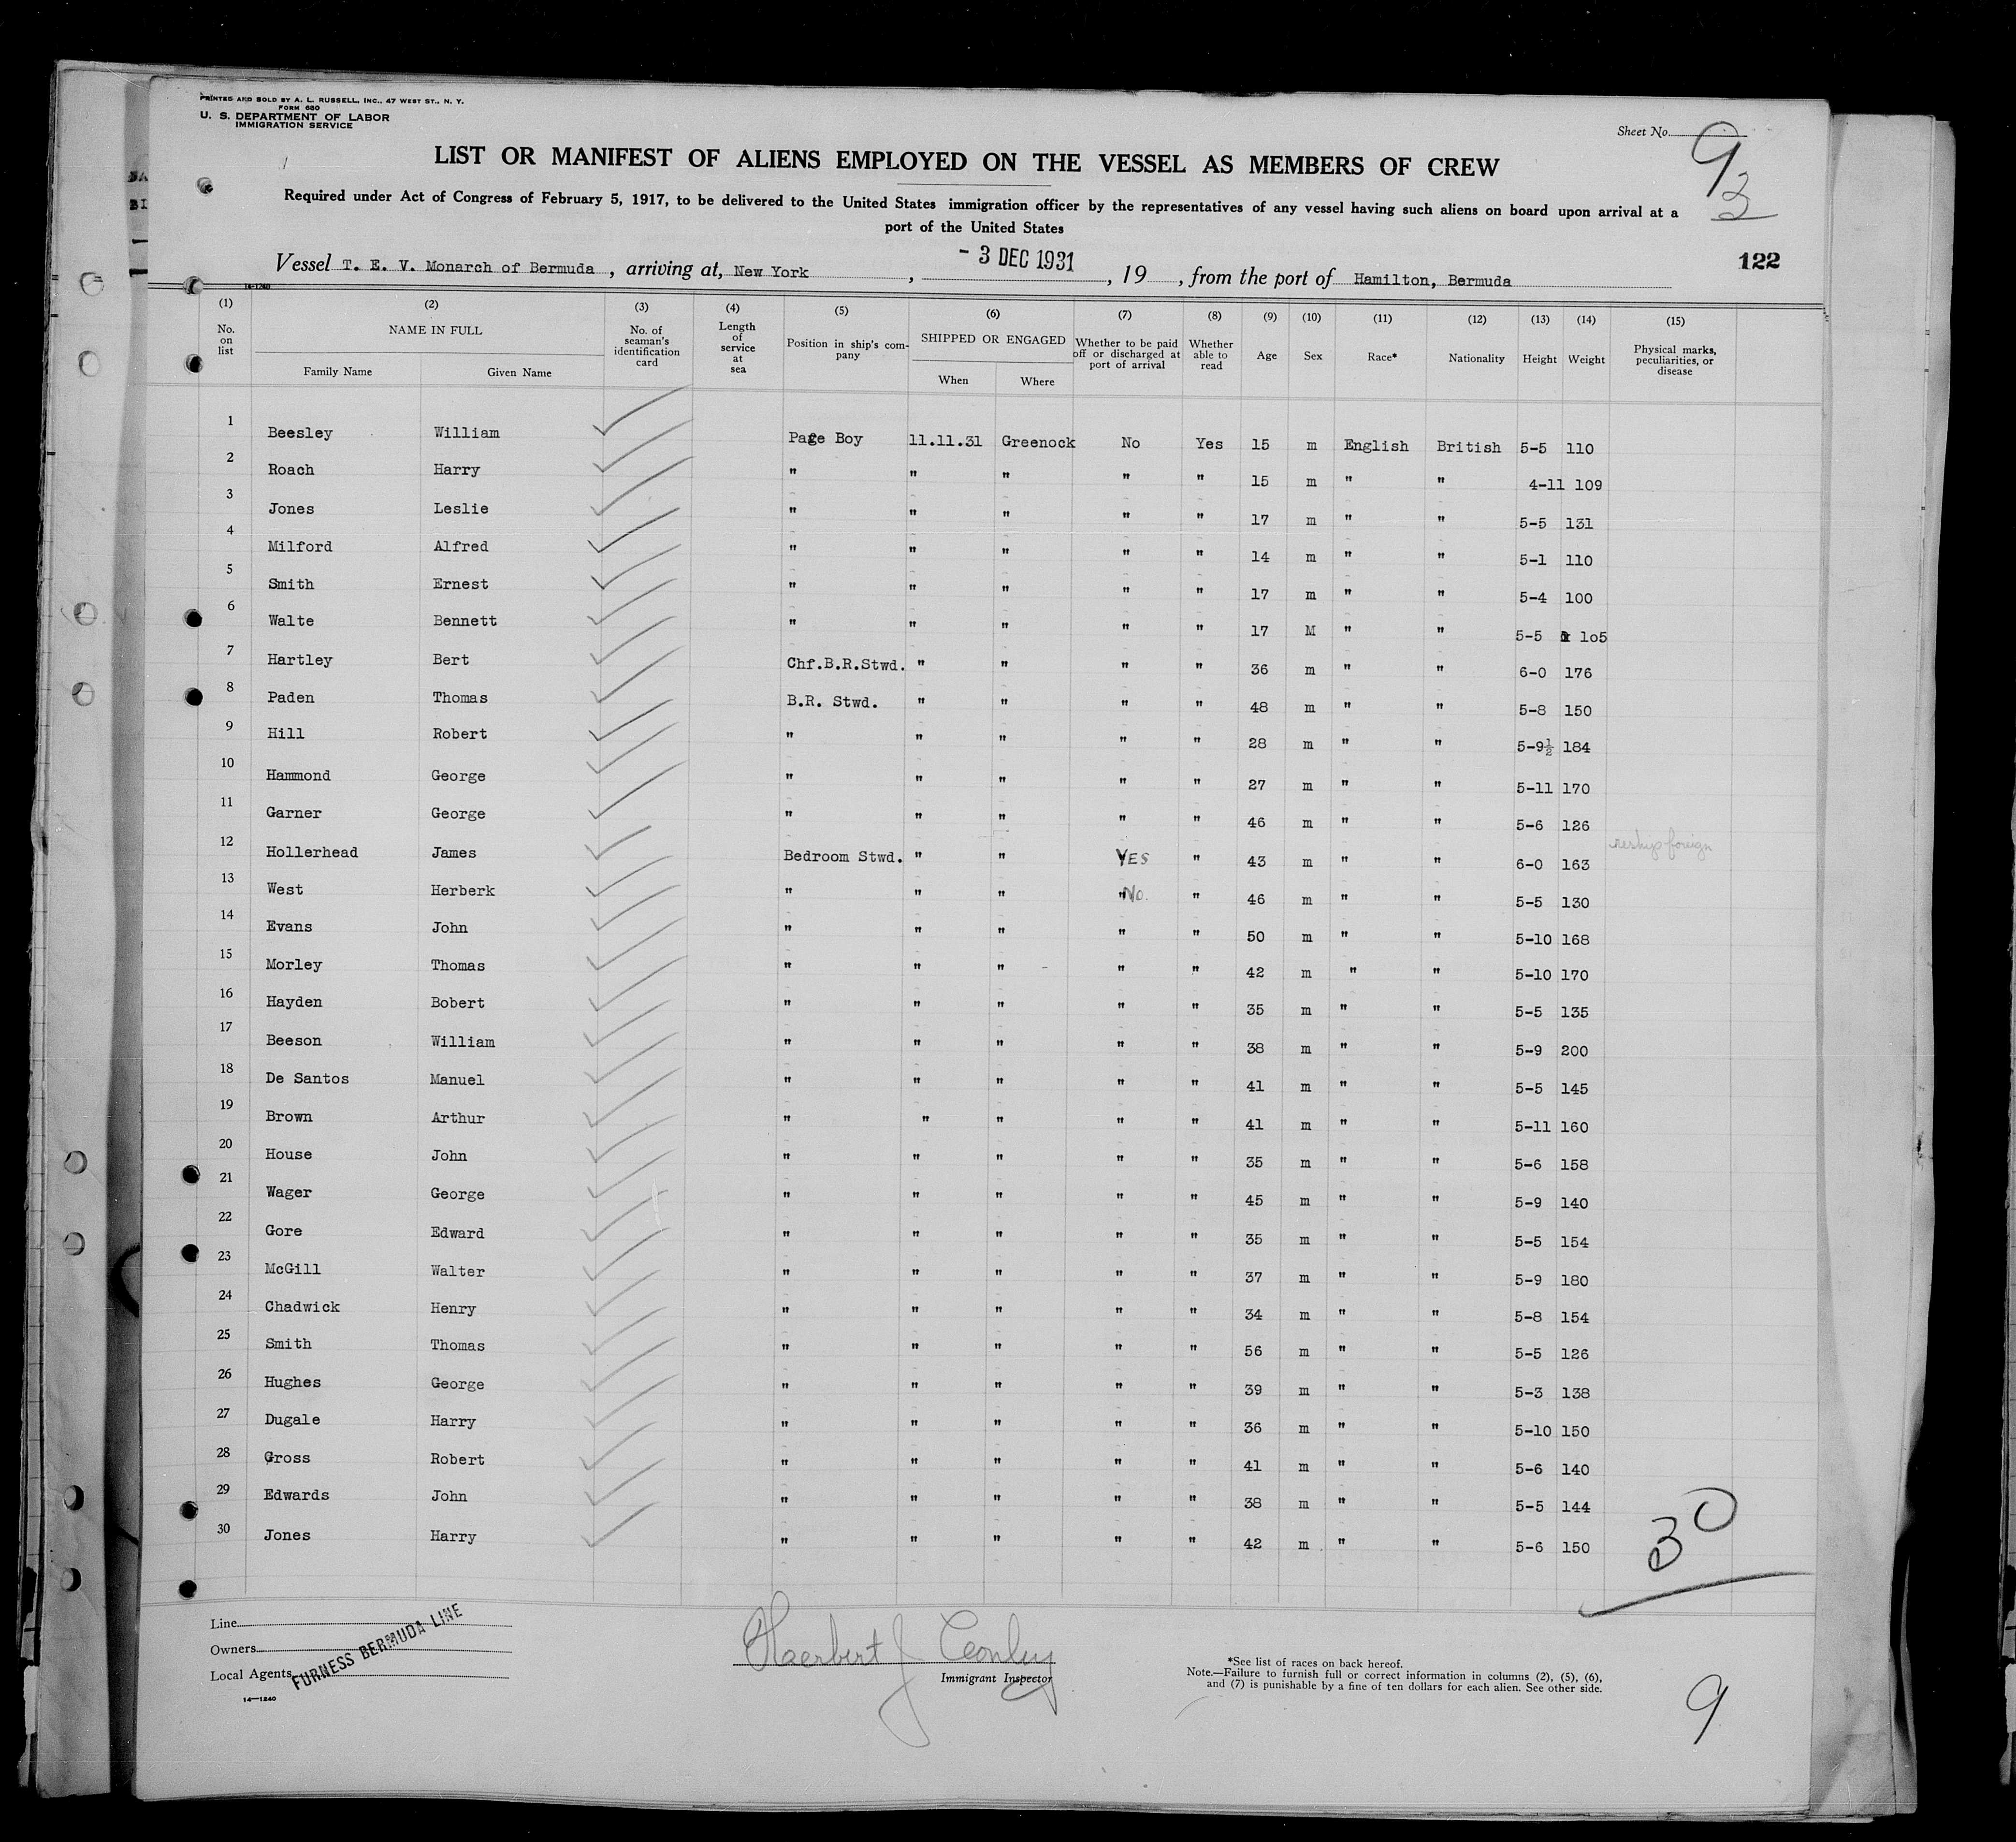 PRINTED AND SOLD BY A. L. RUSSELL, INC., 47 WEST ST., N. Y.
FORM 680
U. S. DEPARTMENT OF LABOR
IMMIGRATION SERVICE
Sheet No.
9
3
LIST OR MANIFEST OF ALIENS EMPLOYED ON THE VESSEL AS MEMBERS OF CREW
Required under Act of Congress of February 5, 1917, to be delivered to the United States immigration officer by the representatives of any vessel having such aliens on board upon arrival at a
port of the United States
Vessel T. E. V. Monarch of Bermuda, arriving at, New York, - 3 DEC 1931, 19, from the port of Hamilton, Bermuda
122
14-1240
(1) (2) (3) (4) (5) (6) (7) (8) (9) (10) (11) (12) (13) (14) (15)
No. on list NAME IN FULL Family Name Given Name No. of seaman's identification card Length of service at sea Position in ship's company SHIPPED OR ENGAGED When Where Whether to be paid off or discharged at port of arrival Whether able to read Age Sex Race* Nationality Height Weight Physical marks, peculiarities, or disease
1 Beesley William Page Boy 11.11.31 Greenock No Yes 15 m English British 5-5 110
2 Roach Harry " " " " " 15 m " " 4-11 109
3 Jones Leslie " " " " " 17 m " " 5-5 131
4 Milford Alfred " " " " " 14 m " " 5-1 110
5 Smith Ernest " " " " " 17 m " " 5-4 100
6 Walte Bennett " " " " " 17 M " " 5-5 105
7 Hartley Bert Chf.B.R.Stwd. " " " " 36 m " " 6-0 176
8 Paden Thomas B.R. Stwd. " " " " 48 m " " 5-8 150
9 Hill Robert " " " " " 28 m " " 5-9½ 184
10 Hammond George " " " " " 27 m " " 5-11 170
11 Garner George " " " " " 46 m " " 5-6 126
12 Hollerhead James Bedroom Stwd. " " YES " 43 m " " 6-0 163 foreign
13 West Herberk " " " " No. " 46 m " " 5-5 130
14 Evans John " " " " " 50 m " " 5-10 168
15 Morley Thomas " " " " " 42 m " " 5-10 170
16 Hayden Bobert " " " " " 35 m " " 5-5 135
17 Beeson William " " " " " 38 m " " 5-9 200
18 De Santos Manuel " " " " " 41 m " " 5-5 145
19 Brown Arthur " " " " " 41 m " " 5-11 160
20 House John " " " " " 35 m " " 5-6 158
21 Wager George " " " " " 45 m " " 5-9 140
22 Gore Edward " " " " " 35 m " " 5-5 154
23 McGill Walter " " " " " 37 m " " 5-9 180
24 Chadwick Henry " " " " " 34 m " " 5-8 154
25 Smith Thomas " " " " " 56 m " " 5-5 126
26 Hughes George " " " " " 39 m " " 5-3 138
27 Dugale Harry " " " " " 36 m " " 5-10 150
28 Gross Robert " " " " " 41 m " " 5-6 140
29 Edwards John " " " " " 38 m " " 5-5 144
30 Jones Harry " " " " " 42 m " " 5-6 150
30
Line
Owners
Local Agents
FURNESS BERMUDA LINE
14—1240
Immigrant Inspector
*See list of races on back hereof.
Note.—Failure to furnish full or correct information in columns (2), (5), (6),
and (7) is punishable by a fine of ten dollars for each alien. See other side.
9